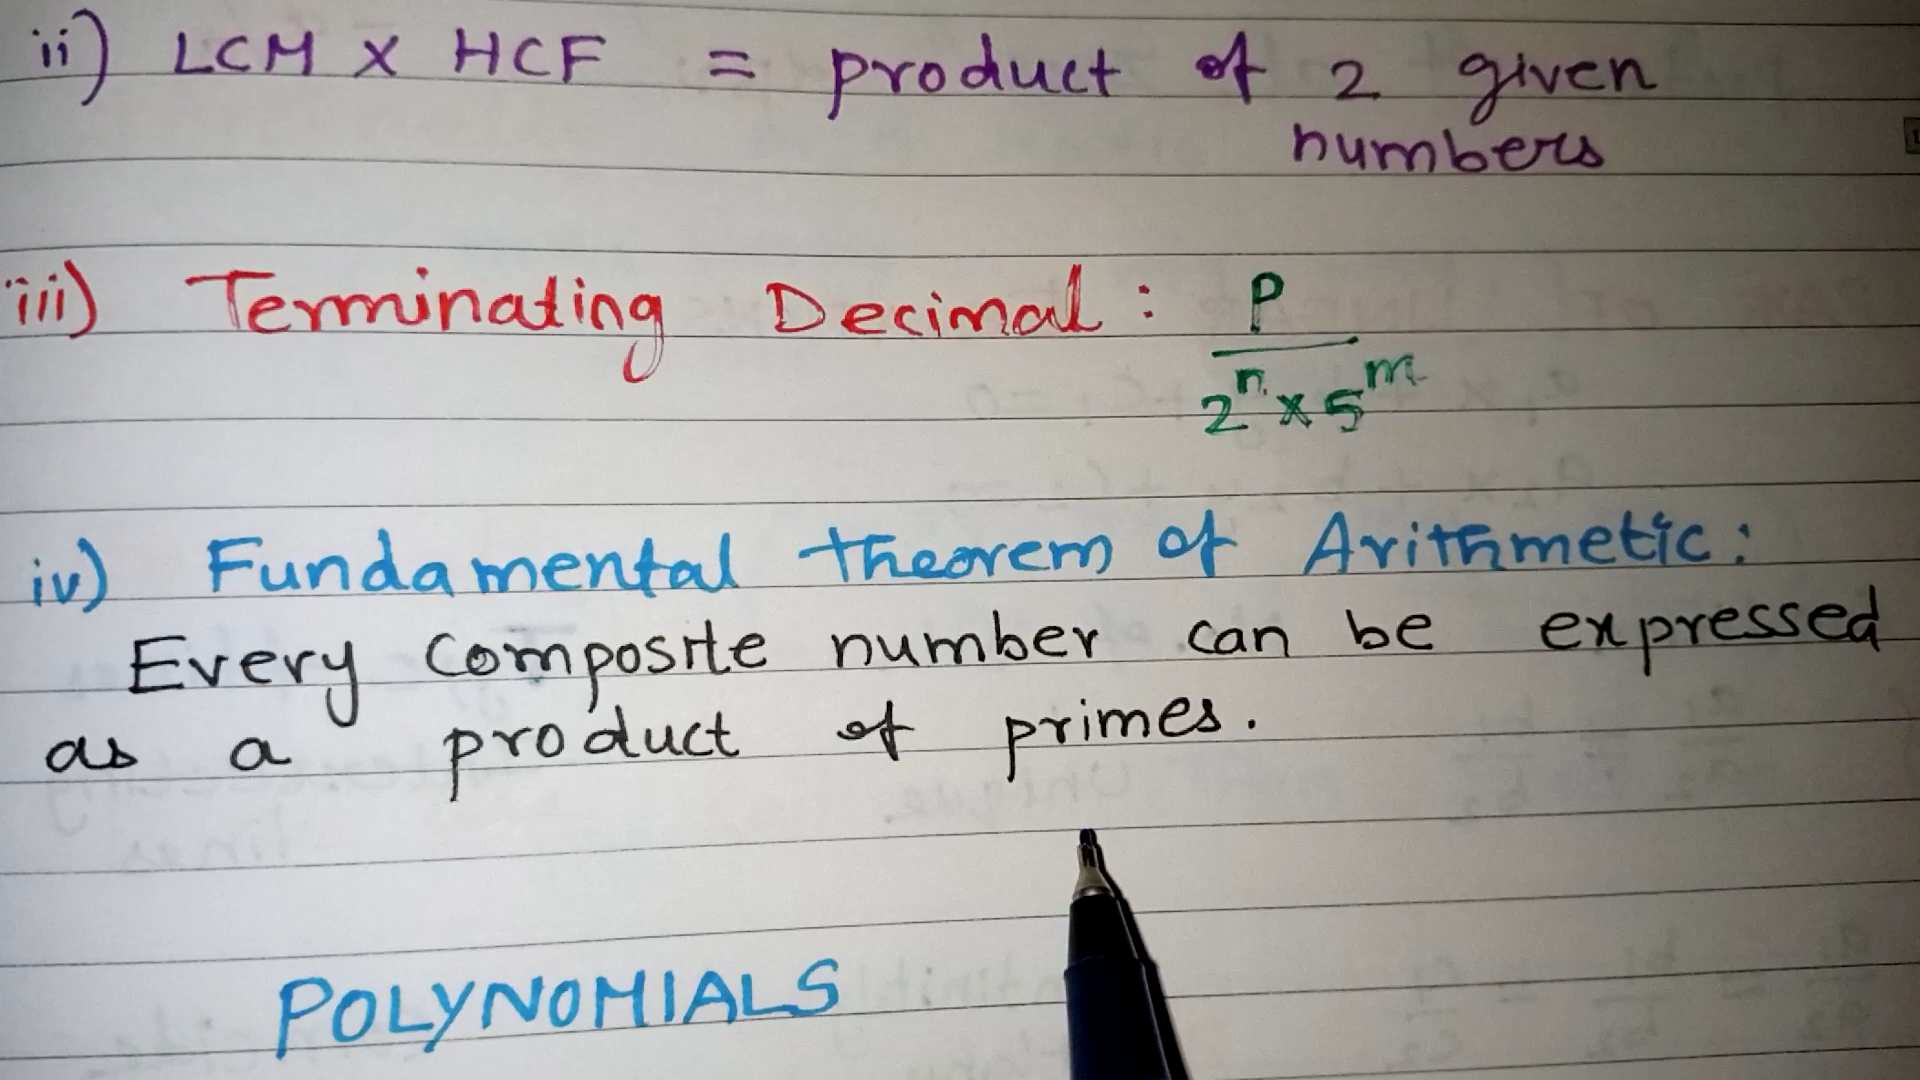 ii) LCM x HCF = product of 2 given
numbers
iii) Terminating Decimal : P
2^n x 5^m
iv) Fundamental theorem of Arithmetic :
Every composite number can be expressed
as a product of primes.
POLYNOMIALS